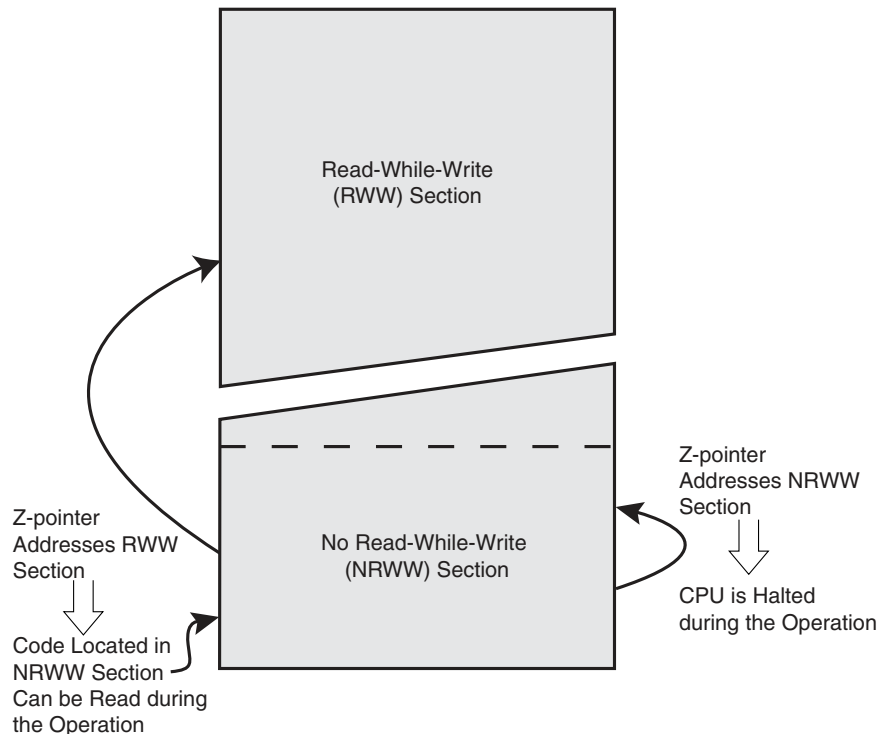 Read-While-Write
(RWW) Section
Z-pointer
Addresses NRWW
Section
Z-pointer
Addresses RWW
Section
No Read-While-Write
(NRWW) Section
CPU is Halted
during the Operation
Code Located in
NRWW Section
Can be Read during
the Operation